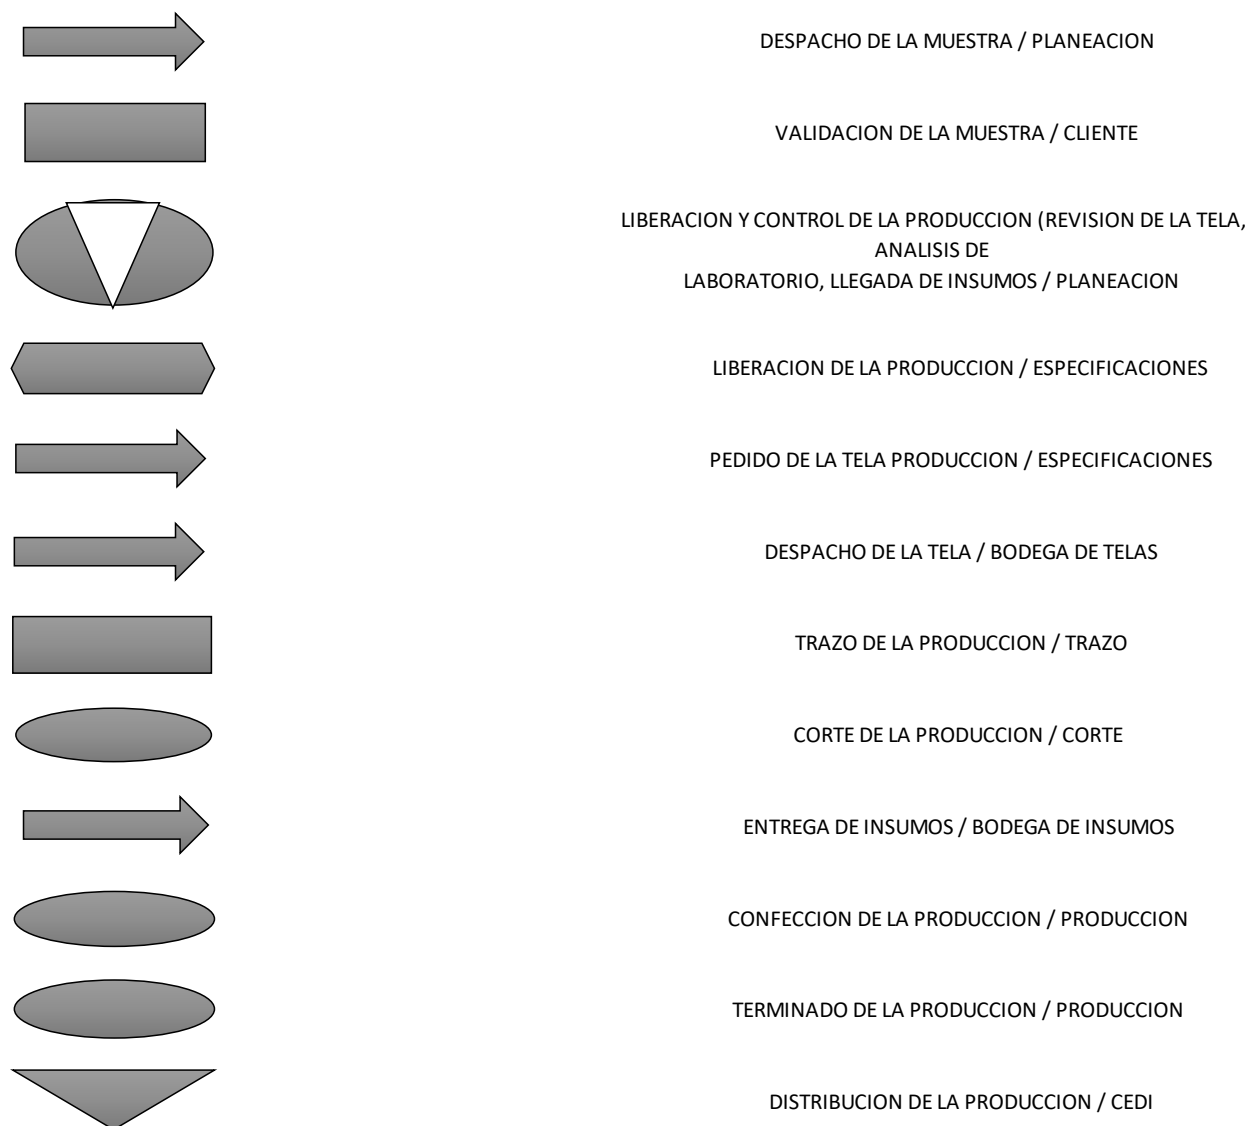 DESPACHO DE LA MUESTRA / PLANEACION
VALIDACION DE LA MUESTRA / CLIENTE
LIBERACION Y CONTROL DE LA PRODUCCION (REVISION DE LA TELA,
ANALISIS DE
LABORATORIO, LLEGADA DE INSUMOS / PLANEACION
LIBERACION DE LA PRODUCCION / ESPECIFICACIONES
PEDIDO DE LA TELA PRODUCCION / ESPECIFICACIONES
DESPACHO DE LA TELA / BODEGA DE TELAS
TRAZO DE LA PRODUCCION / TRAZO
CORTE DE LA PRODUCCION / CORTE
ENTREGA DE INSUMOS / BODEGA DE INSUMOS
CONFECCION DE LA PRODUCCION / PRODUCCION
TERMINADO DE LA PRODUCCION / PRODUCCION
DISTRIBUCION DE LA PRODUCCION / CEDI